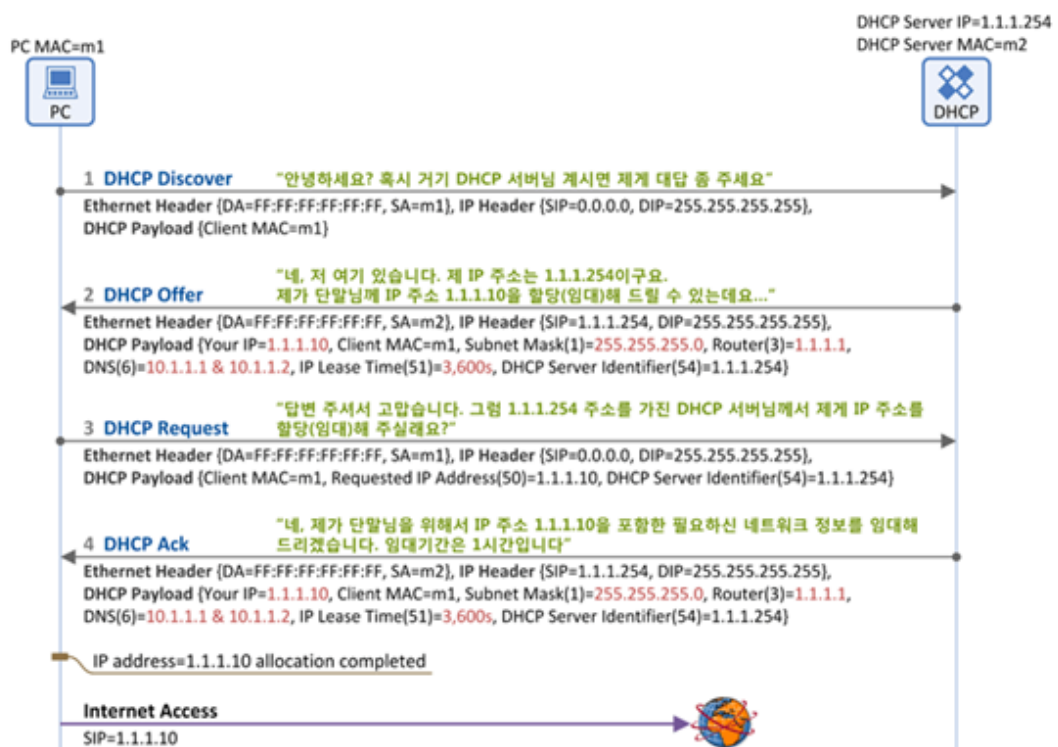 DHCP Server IP=1.1.1.254
PC MAC=m1
DHCP Server MAC=m2
PC
DHCP
1 DHCP Discover "안녕하세요? 혹시 거기 DHCP 서버님 계시면 제게 대답 좀 주세요"
Ethernet Header {DA=FF:FF:FF:FF:FF:FF, SA=m1}, IP Header {SIP=0.0.0.0, DIP=255.255.255.255},
DHCP Payload {Client MAC=m1}
"네, 저 여기 있습니다. 제 IP 주소는 1.1.1.254이구요.
2 DHCP Offer 제가 단말님께 IP 주소 1.1.1.10을 할당(임대)해 드릴 수 있는데요..."
Ethernet Header {DA=FF:FF:FF:FF:FF:FF, SA=m2}, IP Header {SIP=1.1.1.254, DIP=255.255.255.255},
DHCP Payload {Your IP=1.1.1.10, Client MAC=m1, Subnet Mask(1)=255.255.255.0, Router(3)=1.1.1.1,
DNS(6)=10.1.1.1 & 10.1.1.2, IP Lease Time(51)=3,600s, DHCP Server Identifier(54)=1.1.1.254}
"답변 주셔서 고맙습니다. 그럼 1.1.1.254 주소를 가진 DHCP 서버님께서 제게 IP 주소를
3 DHCP Request 할당(임대)해 주실래요?"
Ethernet Header {DA=FF:FF:FF:FF:FF:FF, SA=m1}, IP Header {SIP=0.0.0.0, DIP=255.255.255.255},
DHCP Payload {Client MAC=m1, Requested IP Address(50)=1.1.1.10, DHCP Server Identifier(54)=1.1.1.254}
"네, 제가 단말님을 위해서 IP 주소 1.1.1.10을 포함한 필요하신 네트워크 정보를 임대해
4 DHCP Ack 드리겠습니다. 임대기간은 1시간입니다"
Ethernet Header {DA=FF:FF:FF:FF:FF:FF, SA=m2}, IP Header {SIP=1.1.1.254, DIP=255.255.255.255},
DHCP Payload {Your IP=1.1.1.10, Client MAC=m1, Subnet Mask(1)=255.255.255.0, Router(3)=1.1.1.1,
DNS(6)=10.1.1.1 & 10.1.1.2, IP Lease Time(51)=3,600s, DHCP Server Identifier(54)=1.1.1.254}
IP address=1.1.1.10 allocation completed
Internet Access
SIP=1.1.1.10